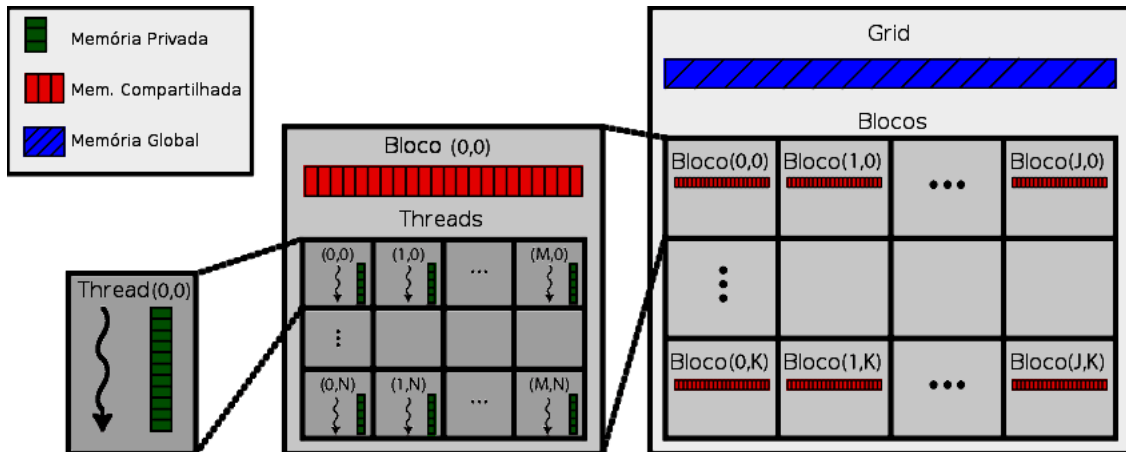 Memória Privada
Mem. Compartilhada
Memória Global
Thread(0,0)
Bloco (0,0)
Threads
(0,0) (1,0) ... (M,0)
...
(0,N) (1,N) ... (M,N)
Grid
Blocos
Bloco(0,0) Bloco(1,0) ... Bloco(J,0)
...
Bloco(0,K) Bloco(1,K) ... Bloco(J,K)